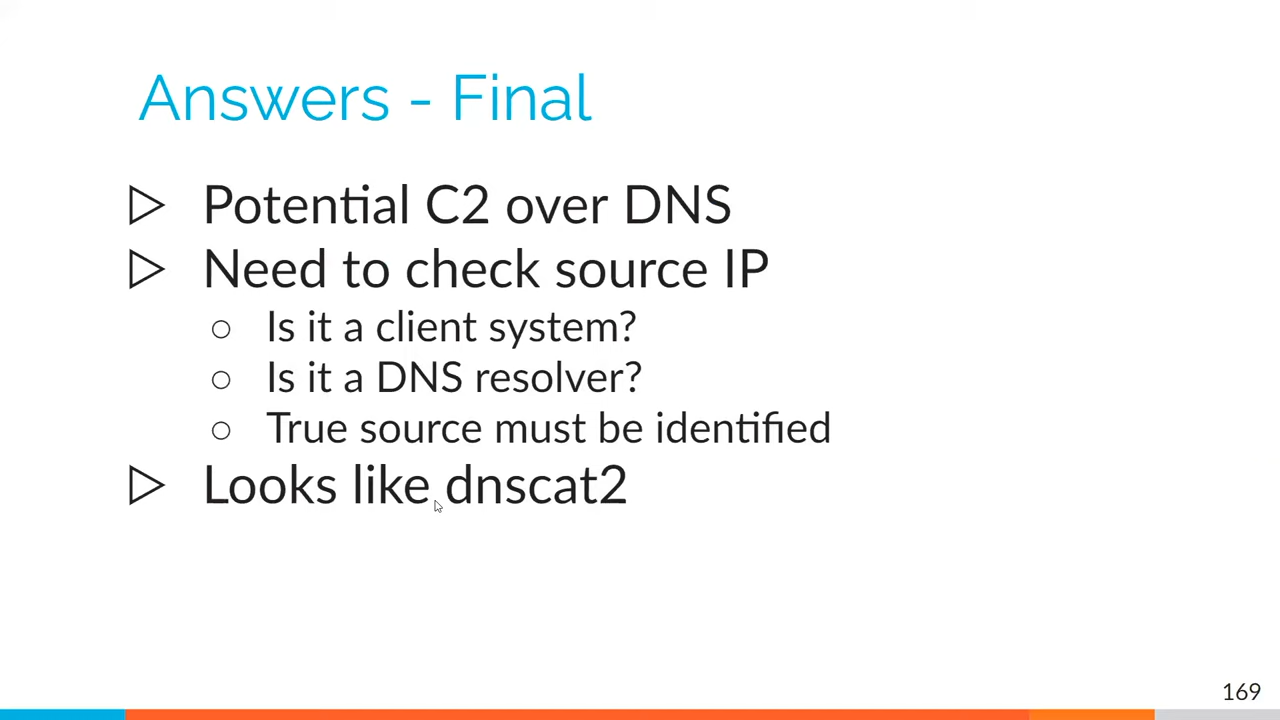 Answers - Final
▷ Potential C2 over DNS
▷ Need to check source IP
○ Is it a client system?
○ Is it a DNS resolver?
○ True source must be identified
▷ Looks like dnscat2
169